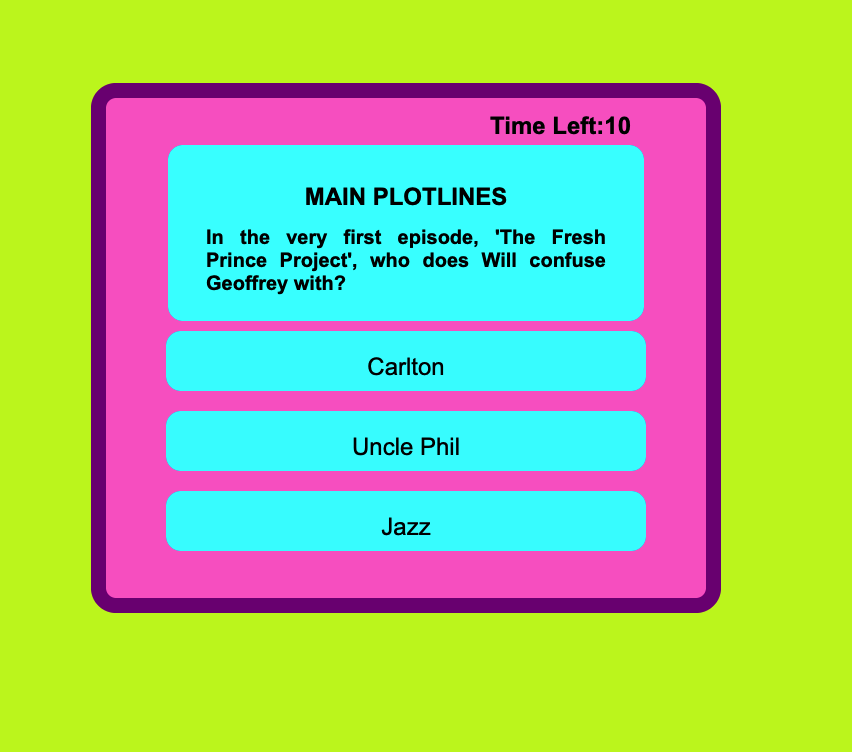 Time Left:10
MAIN PLOTLINES
In the very first episode, 'The Fresh
Prince Project', who does Will confuse
Geoffrey with?
Carlton
Uncle Phil
Jazz